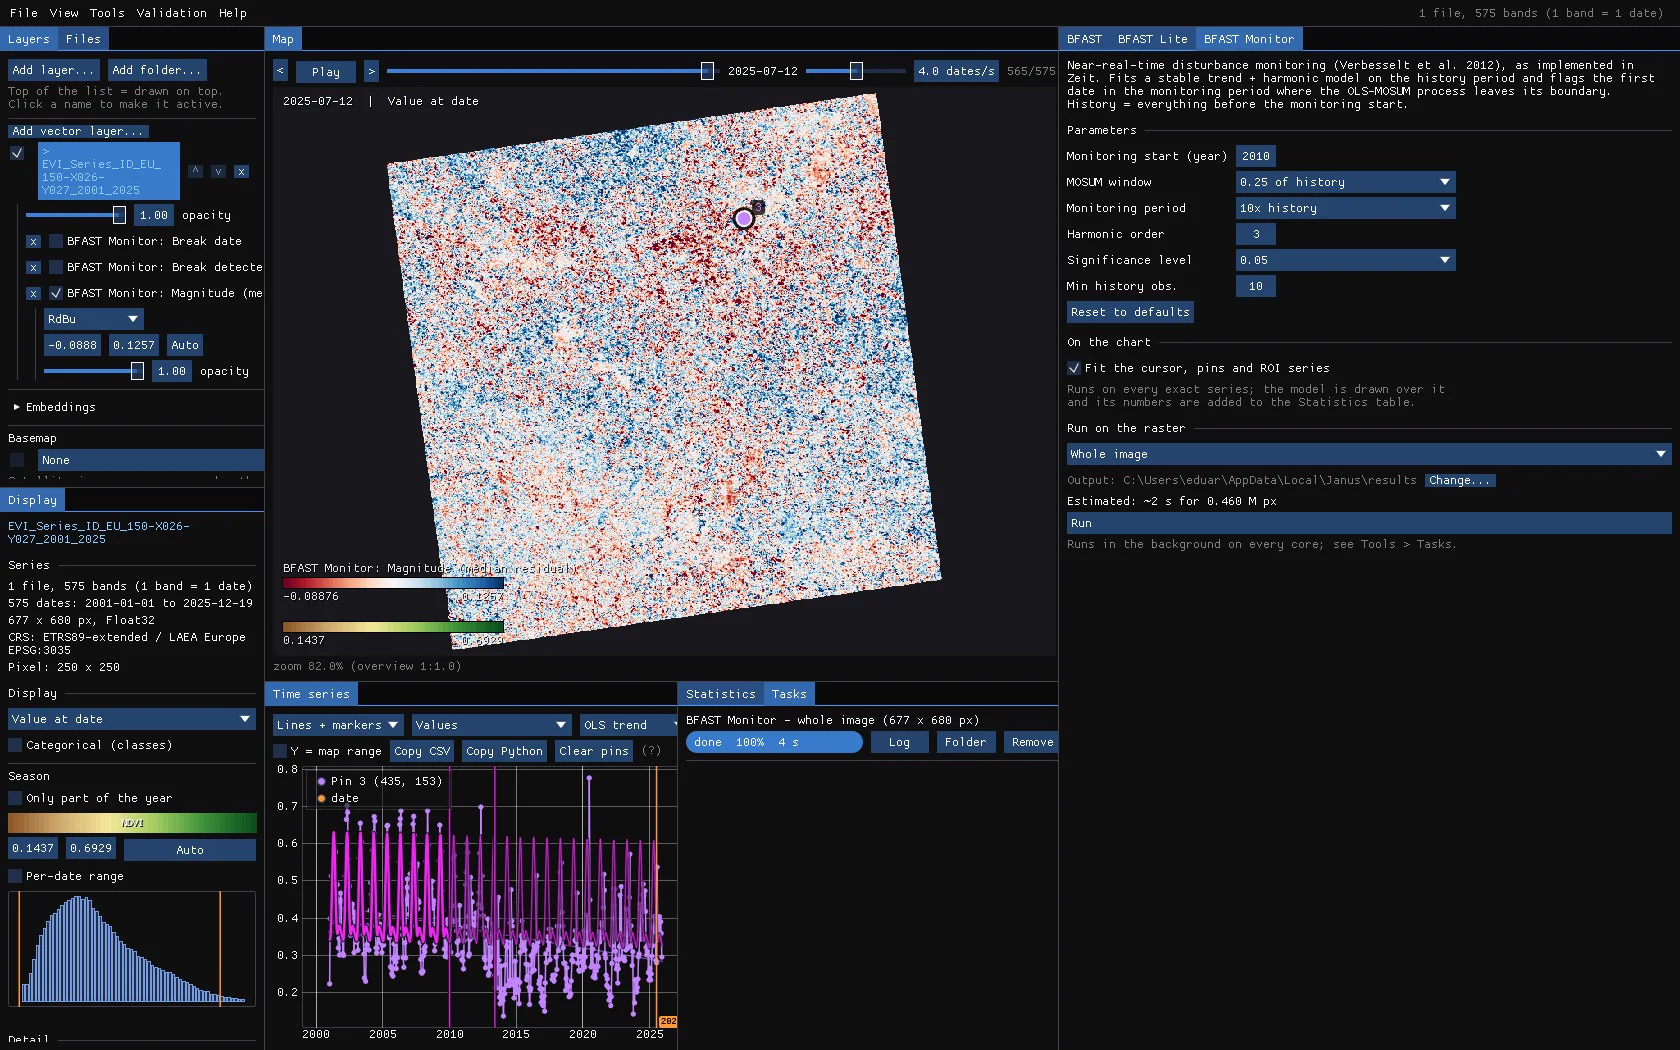 File View Tools Validation Help
1 file, 575 bands (1 band = 1 date)
Layers Files
Add layer... Add folder...
Top of the list = drawn on top.
Click a name to make it active.
Add vector layer...
>
EVI_Series_ID_EU_
150-X026-
Y027_2001_2025
^ v x
1.00 opacity
x BFAST Monitor: Break date
x BFAST Monitor: Break detecte
x BFAST Monitor: Magnitude (me
RdBu
-0.0888 0.1257 Auto
1.00 opacity
Embeddings
Basemap
None
Display
EVI_Series_ID_EU_150-X026-
Y027_2001_2025
Series
1 file, 575 bands (1 band = 1 date)
575 dates: 2001-01-01 to 2025-12-19
677 x 680 px, Float32
CRS: ETRS89-extended / LAEA Europe
EPSG:3035
Pixel: 250 x 250
Display
Value at date
Categorical (classes)
Season
Only part of the year
NDVI
0.1437 0.6929 Auto
Per-date range
Detail
Map
< Play > 2025-07-12 4.0 dates/s 565/575
2025-07-12 | Value at date
3
BFAST Monitor: Magnitude (median residual)
-0.08876 0.1257
0.1437 0.6929
zoom 82.0% (overview 1:1.0)
Time series
Lines + markers Values OLS trend
Y = map range Copy CSV Copy Python Clear pins (?)
Pin 3 (435, 153)
date
0.8
0.7
0.6
0.5
0.4
0.3
0.2
2000 2005 2010 2015 2020 2025
202
Statistics Tasks
BFAST Monitor - whole image (677 x 680 px)
done 100% 4 s Log Folder Remove
BFAST BFAST Lite BFAST Monitor
Near-real-time disturbance monitoring (Verbesselt et al. 2012), as implemented in
Zeit. Fits a stable trend + harmonic model on the history period and flags the first
date in the monitoring period where the OLS-MOSUM process leaves its boundary.
History = everything before the monitoring start.
Parameters
Monitoring start (year) 2010
MOSUM window 0.25 of history
Monitoring period 10x history
Harmonic order 3
Significance level 0.05
Min history obs. 10
Reset to defaults
On the chart
Fit the cursor, pins and ROI series
Runs on every exact series; the model is drawn over it
and its numbers are added to the Statistics table.
Run on the raster
Whole image
Output: C:\Users\eduar\AppData\Local\Janus\results Change...
Estimated: ~2 s for 0.460 M px
Run
Runs in the background on every core; see Tools > Tasks.